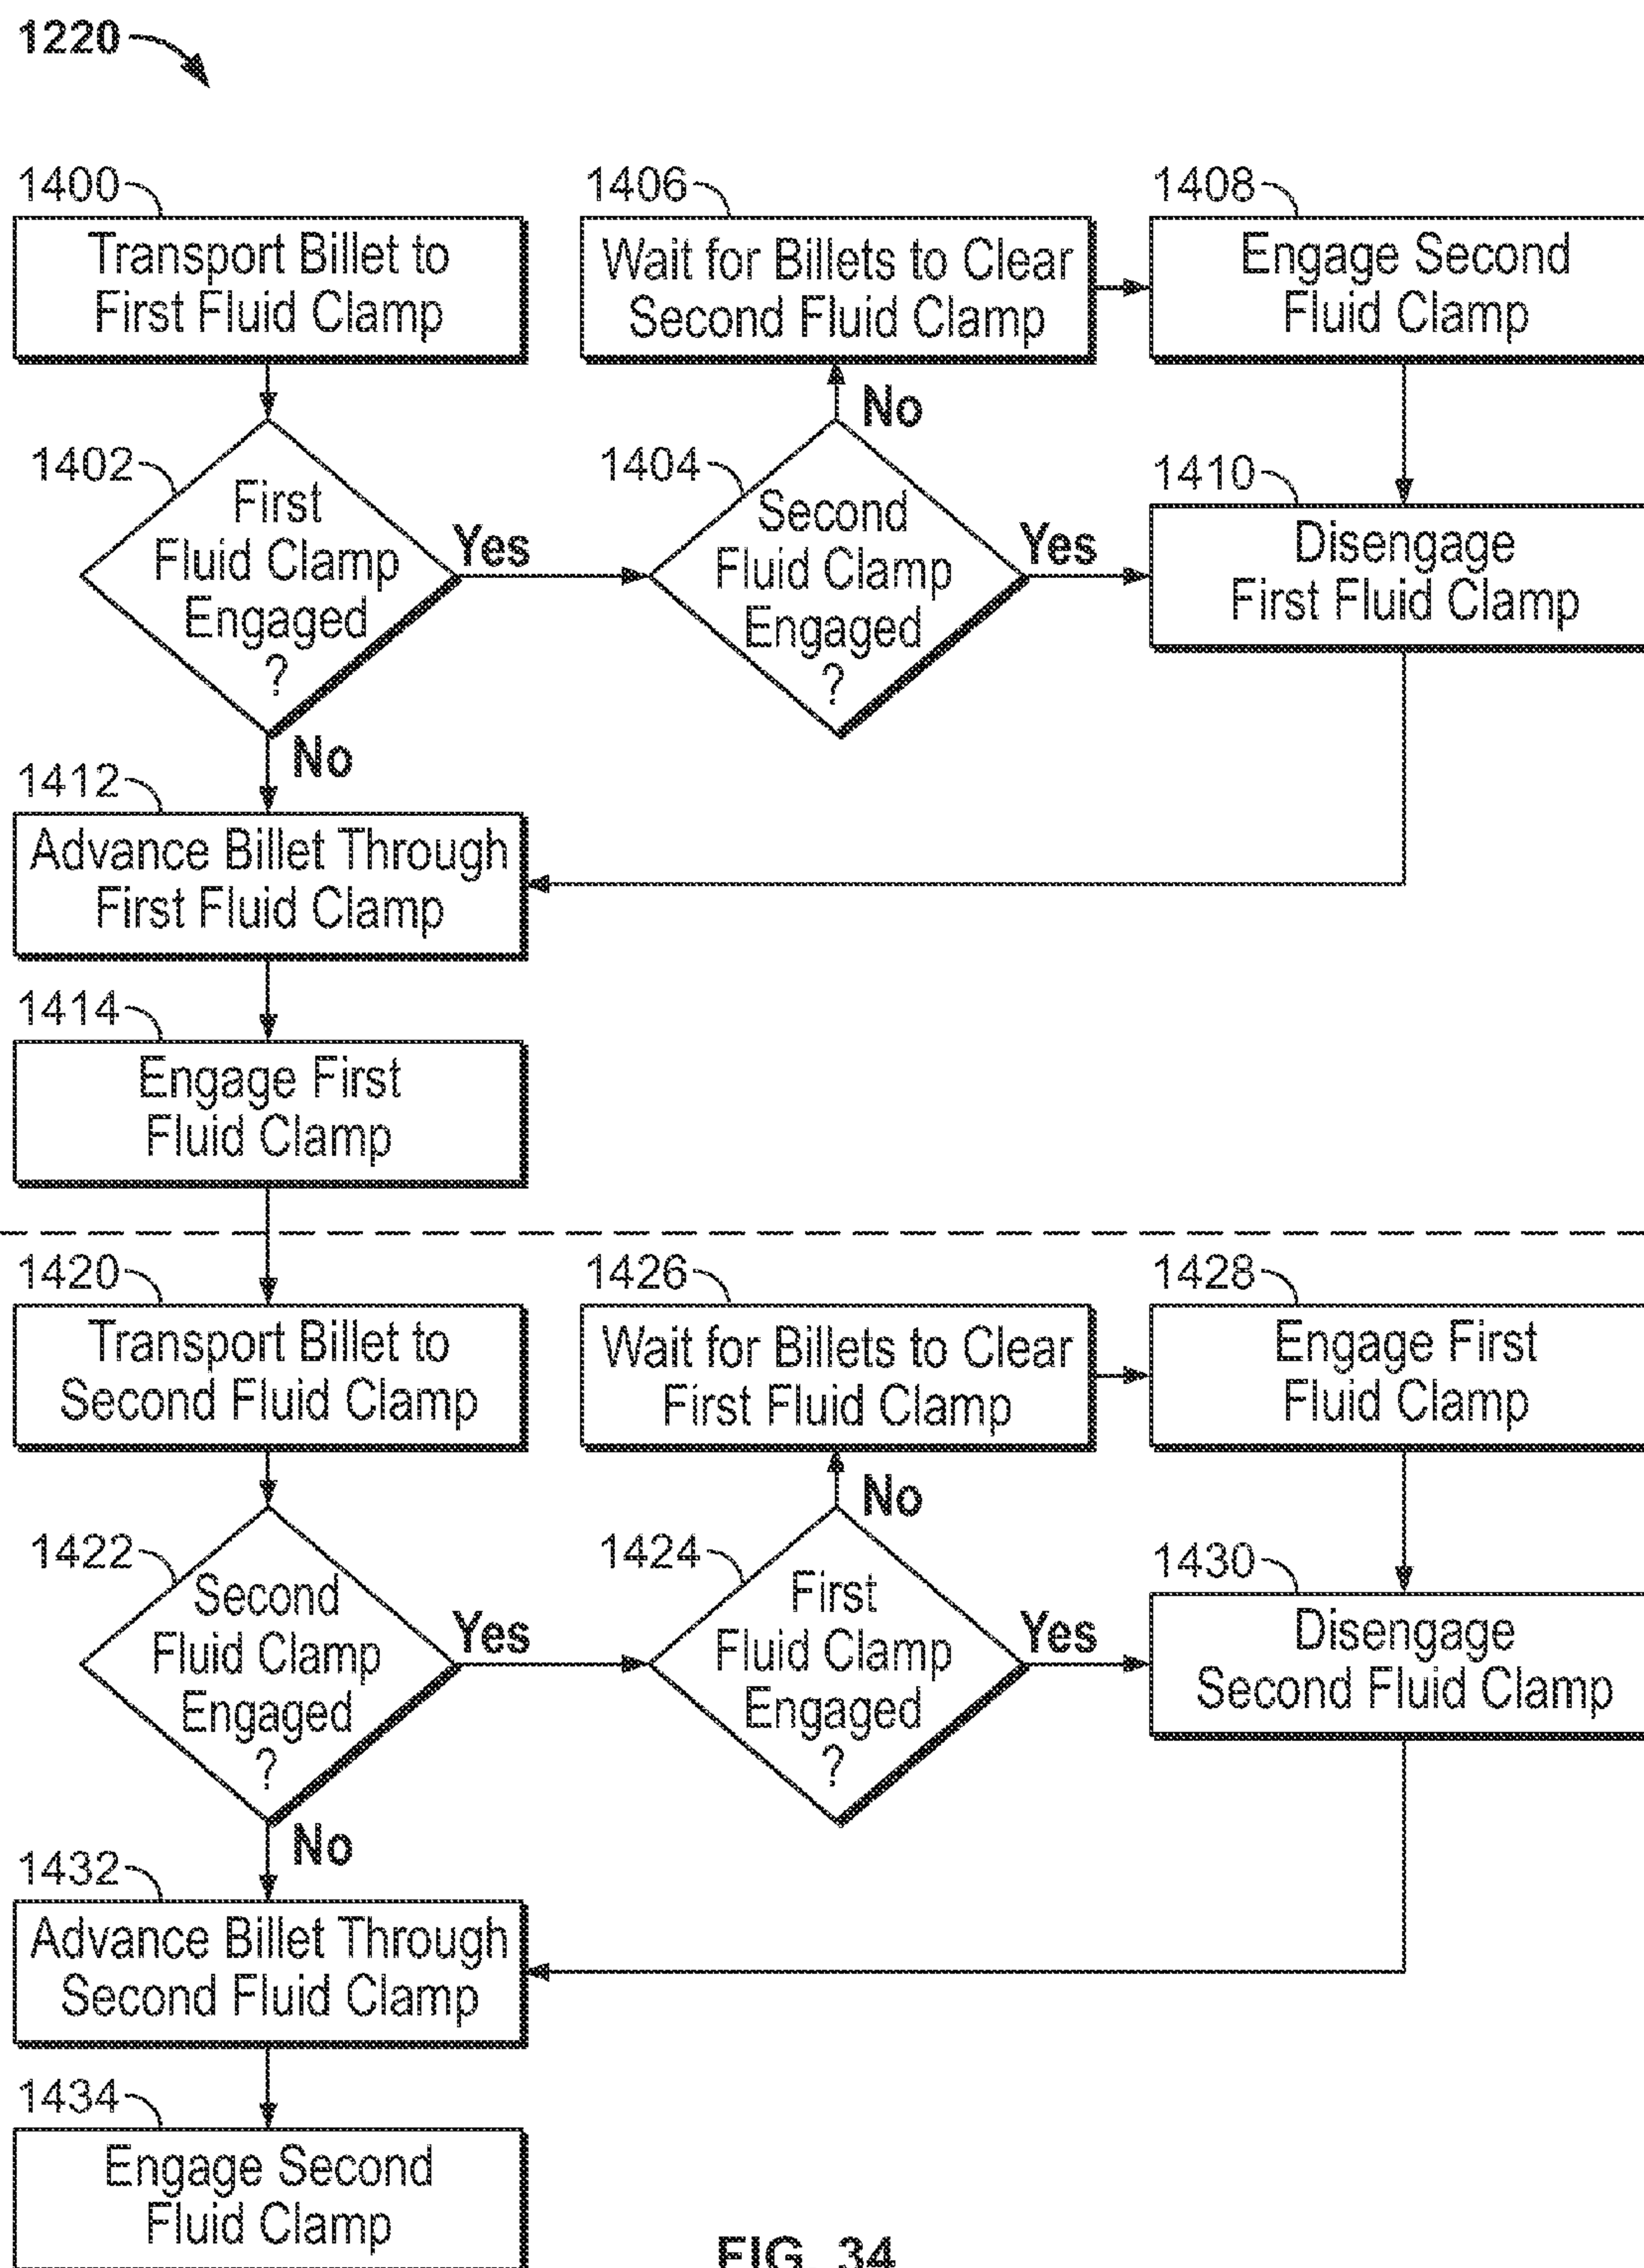 1220
1400
Transport Billet to
First Fluid Clamp
1406
Wait for Billets to Clear
Second Fluid Clamp
1408
Engage Second
Fluid Clamp
No
1402
First
Fluid Clamp
Engaged
?
Yes
1404
Second
Fluid Clamp
Engaged
?
Yes
1410
Disengage
First Fluid Clamp
No
1412
Advance Billet Through
First Fluid Clamp
1414
Engage First
Fluid Clamp
1420
Transport Billet to
Second Fluid Clamp
1426
Wait for Billets to Clear
First Fluid Clamp
1428
Engage First
Fluid Clamp
No
1422
Second
Fluid Clamp
Engaged
?
Yes
1424
First
Fluid Clamp
Engaged
?
Yes
1430
Disengage
Second Fluid Clamp
No
1432
Advance Billet Through
Second Fluid Clamp
1434
Engage Second
Fluid Clamp
FIG. 34